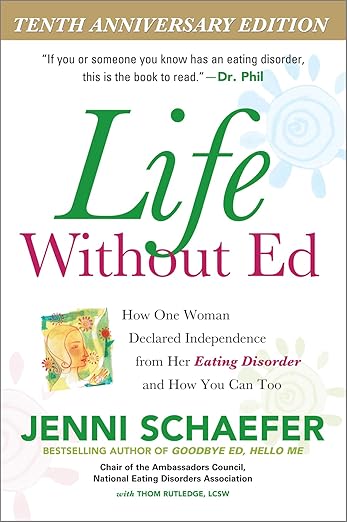 TENTH ANNIVERSARY EDITION
"If you or someone you know has an eating disorder,
this is the book to read."—Dr. Phil
Life
Without Ed
How One Woman
Declared Independence
from Her Eating Disorder
and How You Can Too
JENNI SCHAEFER
BESTSELLING AUTHOR OF GOODBYE ED, HELLO ME
Chair of the Ambassadors Council,
National Eating Disorders Association
with THOM RUTLEDGE, LCSW